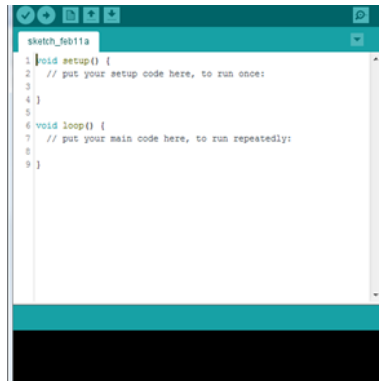 sketch_feb11a
1 void setup() {
2 // put your setup code here, to run once:
3
4 }
5
6 void loop() {
7 // put your main code here, to run repeatedly:
8
9 }